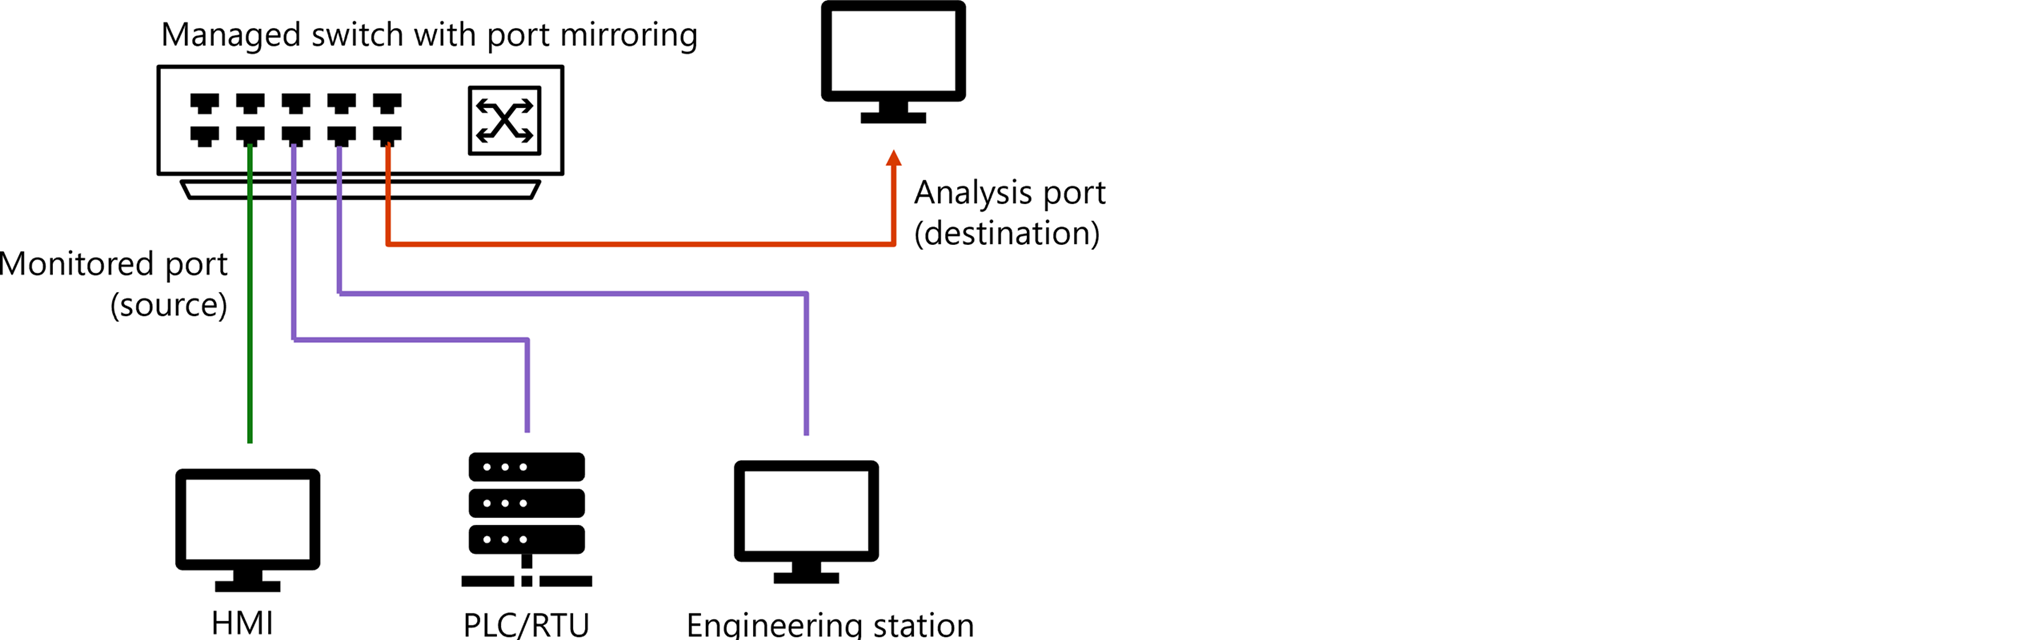 Managed switch with port mirroring
Analysis port
(destination)
Monitored port
(source)
HMI
PLC/RTU
Engineering station